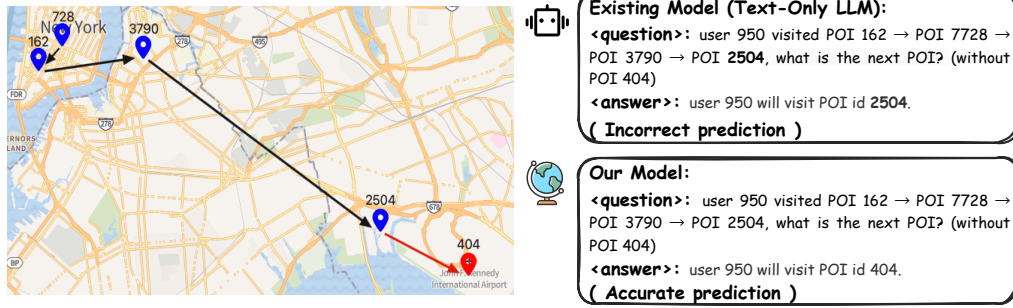 728
New York
162
3790
278
495
FDR
278
ERNORS
LAND
2504
678
404
BP
John F. Kennedy
International Airport
Existing Model (Text-Only LLM):
<question>: user 950 visited POI 162 → POI 7728 →
POI 3790 → POI 2504, what is the next POI? (without
POI 404)
<answer>: user 950 will visit POI id 2504.
( Incorrect prediction )
Our Model:
<question>: user 950 visited POI 162 → POI 7728 →
POI 3790 → POI 2504, what is the next POI? (without
POI 404)
<answer>: user 950 will visit POI id 404.
( Accurate prediction )